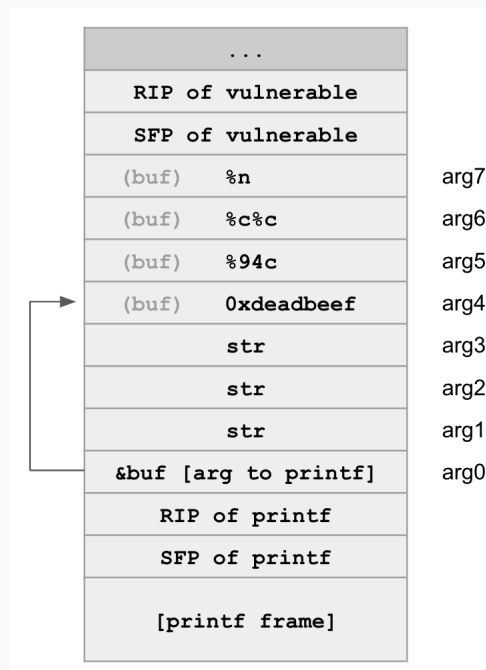 ...
RIP of vulnerable
SFP of vulnerable
(buf) %n arg7
(buf) %c%c arg6
(buf) %94c arg5
(buf) 0xdeadbeef arg4
str arg3
str arg2
str arg1
&buf [arg to printf] arg0
RIP of printf
SFP of printf
[printf frame]